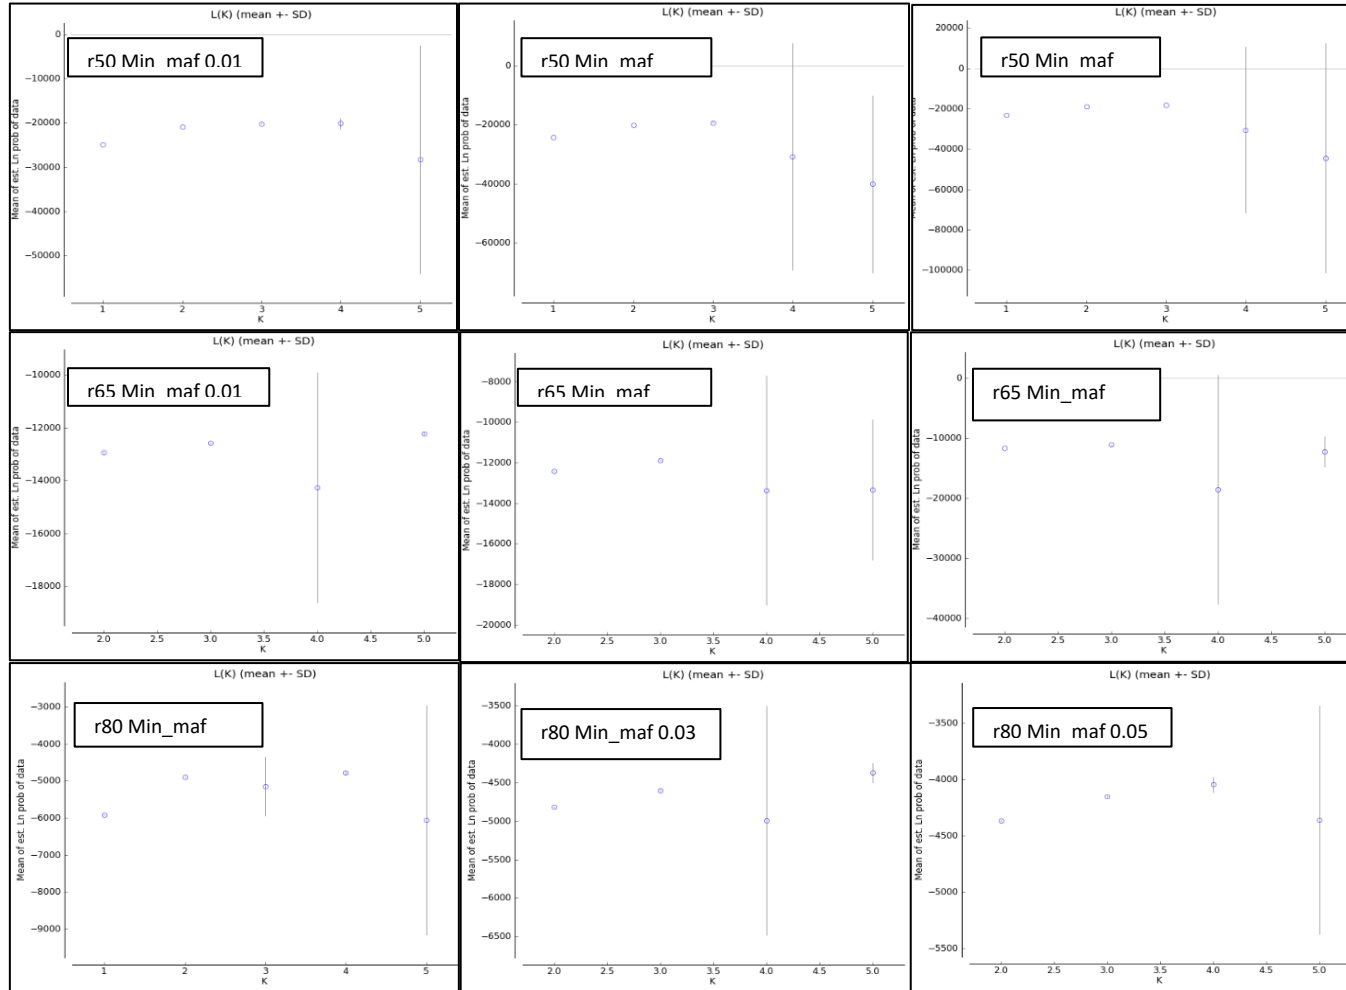 L(K) (mean +- SD)
r50 Min_maf 0.01
Mean of est. Ln prob of data
0
−10000
−20000
−30000
−40000
−50000
1 2 3 4 5
K
L(K) (mean +- SD)
r50 Min_maf
Mean of est. Ln prob of data
0
−20000
−40000
−60000
1 2 3 4 5
K
L(K) (mean +- SD)
r50 Min_maf
Mean of est. Ln prob of data
20000
0
−20000
−40000
−60000
−80000
−100000
1 2 3 4 5
K
L(K) (mean +- SD)
r65 Min_maf 0.01
Mean of est. Ln prob of data
−10000
−12000
−14000
−16000
−18000
2.0 2.5 3.0 3.5 4.0 4.5 5.0
K
L(K) (mean +- SD)
r65 Min_maf
Mean of est. Ln prob of data
−8000
−10000
−12000
−14000
−16000
−18000
−20000
2.0 2.5 3.0 3.5 4.0 4.5 5.0
K
L(K) (mean +- SD)
r65 Min_maf
Mean of est. Ln prob of data
0
−10000
−20000
−30000
−40000
2.0 2.5 3.0 3.5 4.0 4.5 5.0
K
L(K) (mean +- SD)
r80 Min_maf
Mean of est. Ln prob of data
−3000
−4000
−5000
−6000
−7000
−8000
−9000
1 2 3 4 5
K
L(K) (mean +- SD)
r80 Min_maf 0.03
Mean of est. Ln prob of data
−3500
−4000
−4500
−5000
−5500
−6000
−6500
2.0 2.5 3.0 3.5 4.0 4.5 5.0
K
L(K) (mean +- SD)
r80 Min_maf 0.05
Mean of est. Ln prob of data
−3500
−4000
−4500
−5000
−5500
2.0 2.5 3.0 3.5 4.0 4.5 5.0
K